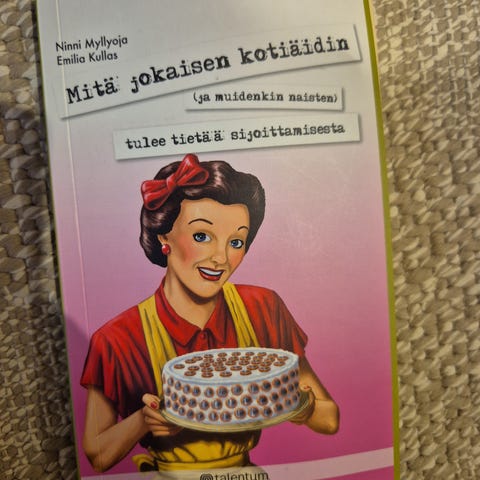 Ninni Myllyoja
Emilia Kullas
Mitä jokaisen kotiäidin
(ja muidenkin naisten)
tulee tietää sijoittamisesta
talentum